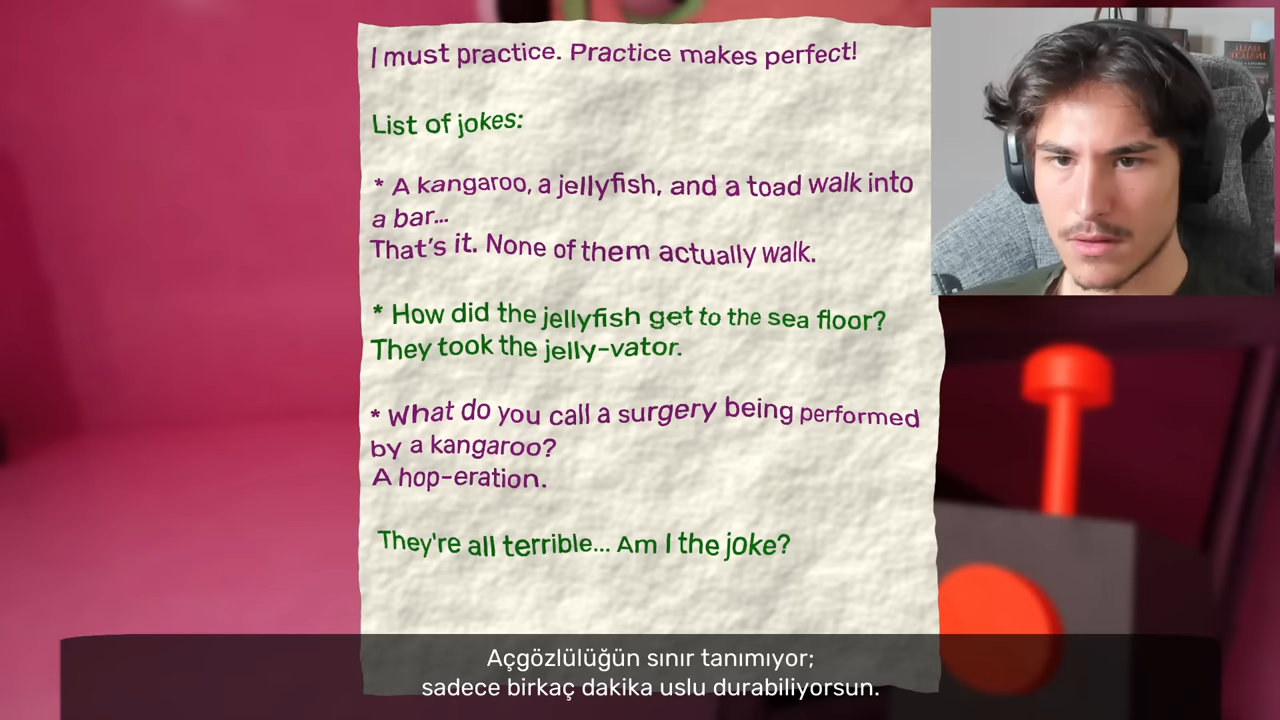 I must practice. Practice makes perfect!
List of jokes:
* A kangaroo, a jellyfish, and a toad walk into
a bar...
That's it. None of them actually walk.
* How did the jellyfish get to the sea floor?
They took the jelly-vator.
* What do you call a surgery being performed
by a kangaroo?
A hop-eration.
They're all terrible... Am I the joke?
Açgözlülüğün sınır tanımıyor;
sadece birkaç dakika uslu durabiliyorsun.